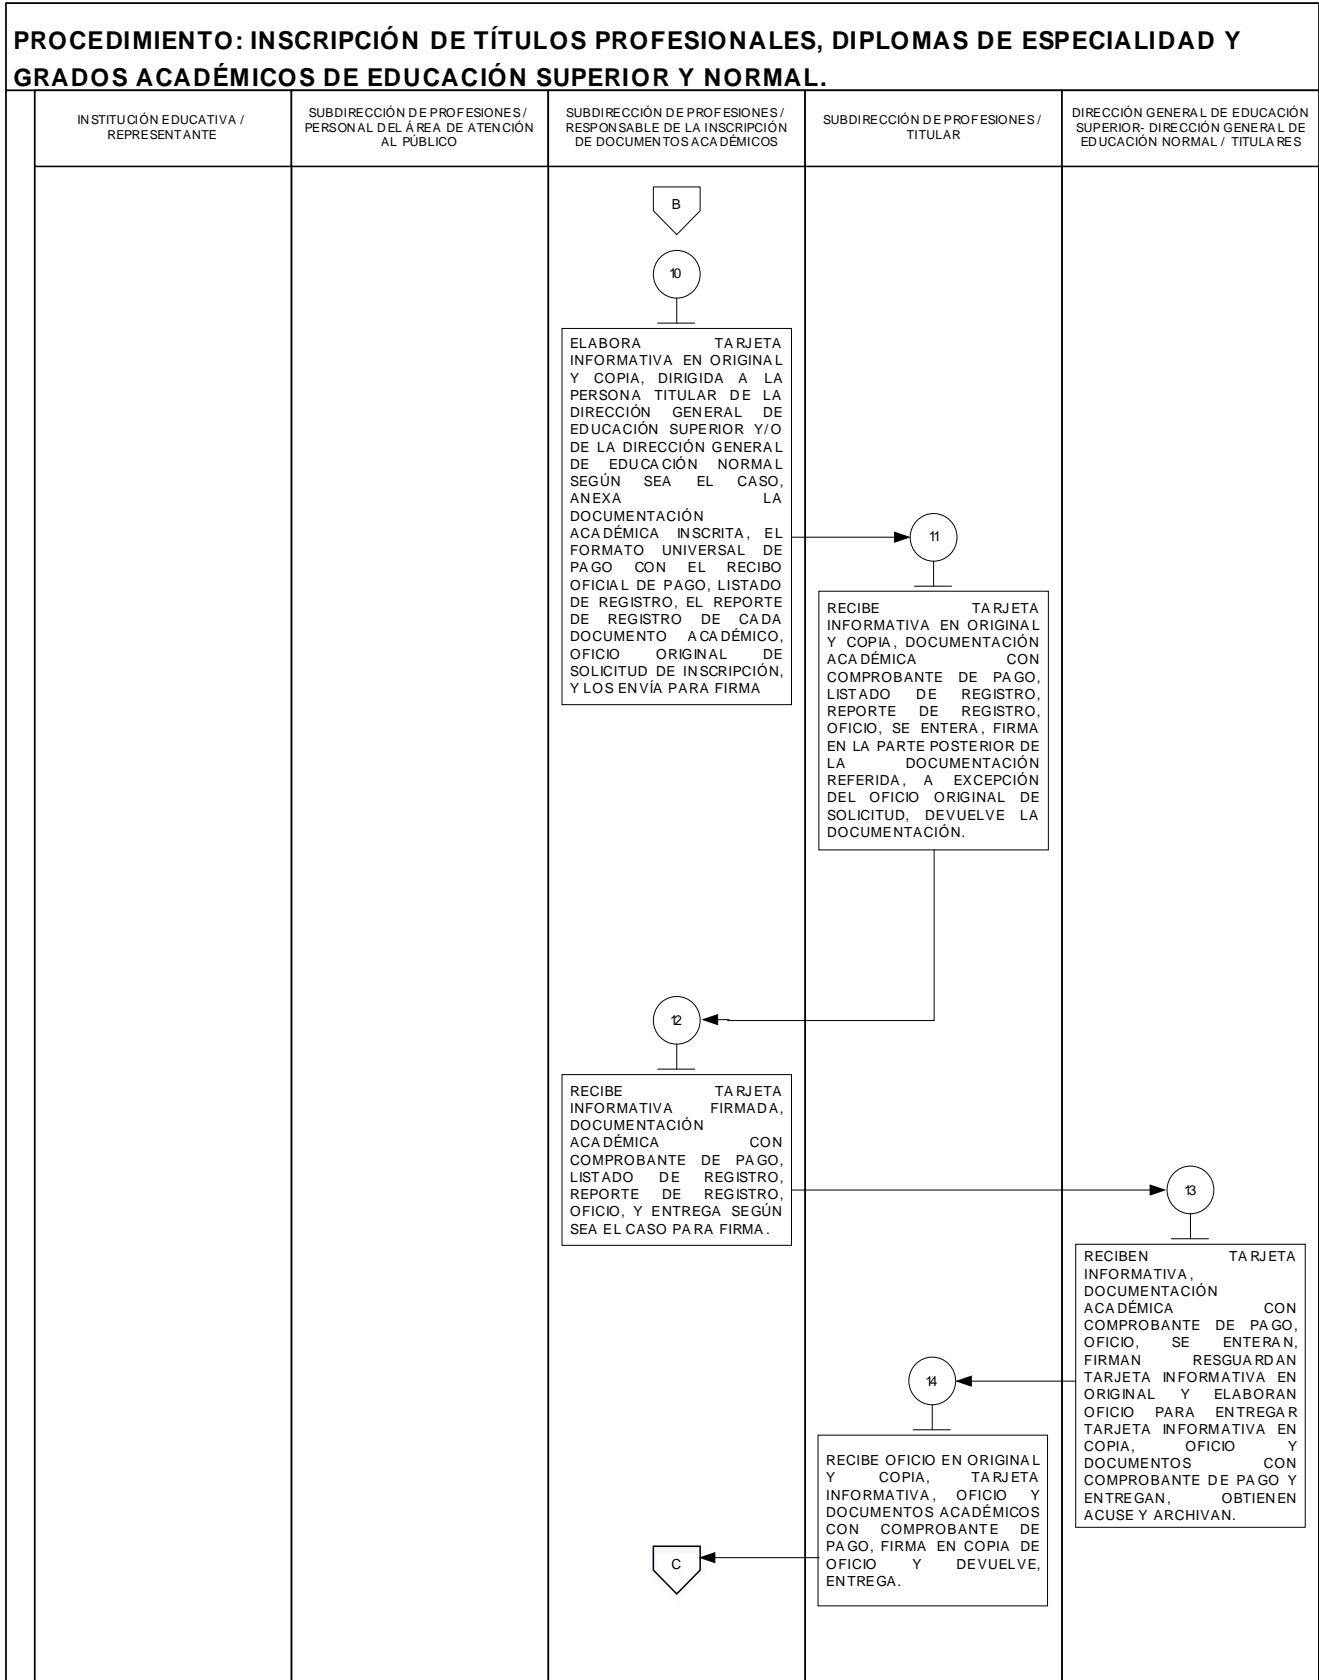 PROCEDIMIENTO: INSCRIPCIÓN DE TÍTULOS PROFESIONALES, DIPLOMAS DE ESPECIALIDAD Y
GRADOS ACADÉMICOS DE EDUCACIÓN SUPERIOR Y NORMAL.
INSTITUCIÓN EDUCATIVA /
REPRESENTANTE
SUBDIRECCIÓN DE PROFESIONES /
PERSONAL DEL ÁREA DE ATENCIÓN
AL PÚBLICO
SUBDIRECCIÓN DE PROFESIONES /
RESPONSABLE DE LA INSCRIPCIÓN
DE DOCUMENTOS ACADÉMICOS
SUBDIRECCIÓN DE PROFESIONES /
TITULAR
DIRECCIÓN GENERAL DE EDUCACIÓN
SUPERIOR- DIRECCIÓN GENERAL DE
EDUCACIÓN NORMAL / TITULARES
B
10
ELABORA TARJETA
INFORMATIVA EN ORIGINAL
Y COPIA, DIRIGIDA A LA
PERSONA TITULAR DE LA
DIRECCIÓN GENERAL DE
EDUCACIÓN SUPERIOR Y/O
DE LA DIRECCIÓN GENERAL
DE EDUCACIÓN NORMAL
SEGÚN SEA EL CASO,
ANEXA LA
DOCUMENTACIÓN
ACADÉMICA INSCRITA, EL
FORMATO UNIVERSAL DE
PAGO CON EL RECIBO
OFICIAL DE PAGO, LISTADO
DE REGISTRO, EL REPORTE
DE REGISTRO DE CADA
DOCUMENTO ACADÉMICO,
OFICIO ORIGINAL DE
SOLICITUD DE INSCRIPCIÓN,
Y LOS ENVÍA PARA FIRMA
11
RECIBE TARJETA
INFORMATIVA EN ORIGINAL
Y COPIA, DOCUMENTACIÓN
ACADÉMICA CON
COMPROBANTE DE PAGO,
LISTADO DE REGISTRO,
REPORTE DE REGISTRO,
OFICIO, SE ENTERA, FIRMA
EN LA PARTE POSTERIOR DE
LA DOCUMENTACIÓN
REFERIDA, A EXCEPCIÓN
DEL OFICIO ORIGINAL DE
SOLICITUD, DEVUELVE LA
DOCUMENTACIÓN.
12
RECIBE TARJETA
INFORMATIVA FIRMADA,
DOCUMENTACIÓN
ACADÉMICA CON
COMPROBANTE DE PAGO,
LISTADO DE REGISTRO,
REPORTE DE REGISTRO,
OFICIO, Y ENTREGA SEGÚN
SEA EL CASO PARA FIRMA.
13
RECIBEN TARJETA
INFORMATIVA,
DOCUMENTACIÓN
ACADÉMICA CON
COMPROBANTE DE PAGO,
OFICIO, SE ENTERAN,
FIRMAN RESGUARDAN
TARJETA INFORMATIVA EN
ORIGINAL Y ELABORAN
OFICIO PARA ENTREGAR
TARJETA INFORMATIVA EN
COPIA, OFICIO Y
DOCUMENTOS CON
COMPROBANTE DE PAGO Y
ENTREGAN, OBTIENEN
ACUSE Y ARCHIVAN.
14
RECIBE OFICIO EN ORIGINAL
Y COPIA, TARJETA
INFORMATIVA, OFICIO Y
DOCUMENTOS ACADÉMICOS
CON COMPROBANTE DE
PAGO, FIRMA EN COPIA DE
OFICIO Y DEVUELVE,
ENTREGA.
C